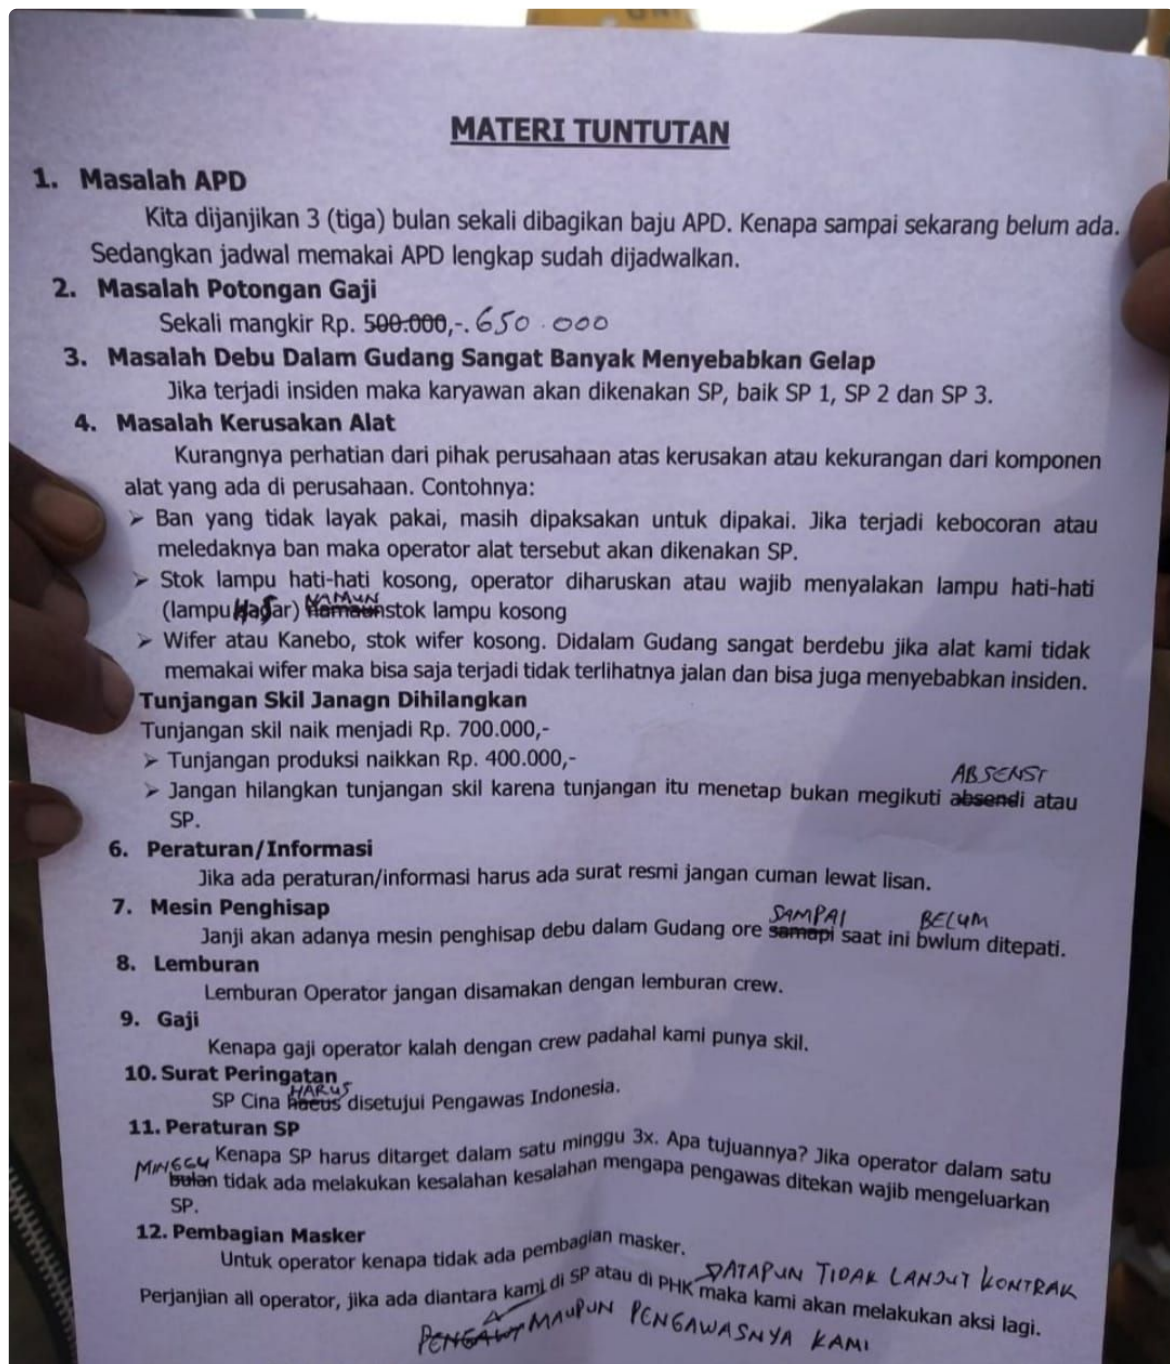 MATERI TUNTUTAN
1. Masalah APD
Kita dijanjikan 3 (tiga) bulan sekali dibagikan baju APD. Kenapa sampai sekarang belum ada.
Sedangkan jadwal memakai APD lengkap sudah dijadwalkan.
2. Masalah Potongan Gaji
Sekali mangkir Rp. 500.000,-. 650.000
3. Masalah Debu Dalam Gudang Sangat Banyak Menyebabkan Gelap
Jika terjadi insiden maka karyawan akan dikenakan SP, baik SP 1, SP 2 dan SP 3.
4. Masalah Kerusakan Alat
Kurangnya perhatian dari pihak perusahaan atas kerusakan atau kekurangan dari komponen
alat yang ada di perusahaan. Contohnya:
➢ Ban yang tidak layak pakai, masih dipaksakan untuk dipakai. Jika terjadi kebocoran atau
meledaknya ban maka operator alat tersebut akan dikenakan SP.
➢ Stok lampu hati-hati kosong, operator diharuskan atau wajib menyalakan lampu hati-hati
NAMUN
(lampu Hasar) namaun stok lampu kosong
➢ Wifer atau Kanebo, stok wifer kosong. Didalam Gudang sangat berdebu jika alat kami tidak
memakai wifer maka bisa saja terjadi tidak terlihatnya jalan dan bisa juga menyebabkan insiden.
Tunjangan Skil Janagn Dihilangkan
Tunjangan skil naik menjadi Rp. 700.000,-
➢ Tunjangan produksi naikkan Rp. 400.000,-
ABSENSI
➢ Jangan hilangkan tunjangan skil karena tunjangan itu menetap bukan megikuti absendi atau
SP.
6. Peraturan/Informasi
Jika ada peraturan/informasi harus ada surat resmi jangan cuman lewat lisan.
7. Mesin Penghisap
SAMPAI BELUM
Janji akan adanya mesin penghisap debu dalam Gudang ore samapi saat ini bwlum ditepati.
8. Lemburan
Lemburan Operator jangan disamakan dengan lemburan crew.
9. Gaji
Kenapa gaji operator kalah dengan crew padahal kami punya skil.
10. Surat Peringatan
HARUS
SP Cina haeus disetujui Pengawas Indonesia.
11. Peraturan SP
Kenapa SP harus ditarget dalam satu minggu 3x. Apa tujuannya? Jika operator dalam satu
MINGGU
bulan tidak ada melakukan kesalahan kesalahan mengapa pengawas ditekan wajib mengeluarkan
SP.
12. Pembagian Masker
Untuk operator kenapa tidak ada pembagian masker.
DATAPUN TIDAK LANJUT KONTRAK
Perjanjian all operator, jika ada diantara kami di SP atau di PHK maka kami akan melakukan aksi lagi.
MAUPUN PENGAWASNYA KAMI